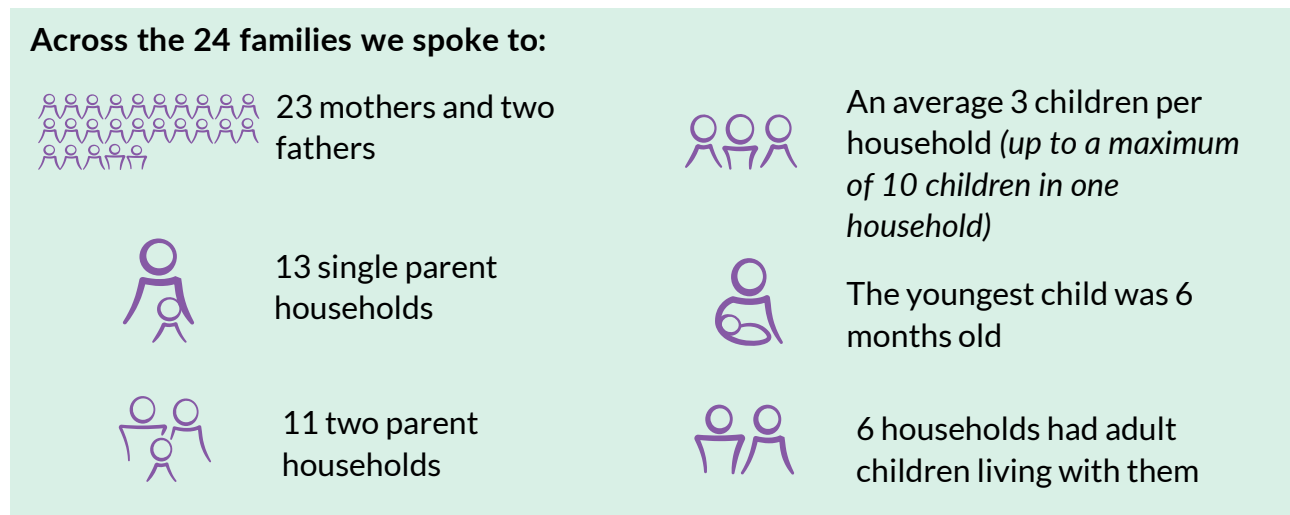 Across the 24 families we spoke to:
23 mothers and two
fathers
13 single parent
households
11 two parent
households
An average 3 children per
household (up to a maximum
of 10 children in one
household)
The youngest child was 6
months old
6 households had adult
children living with them